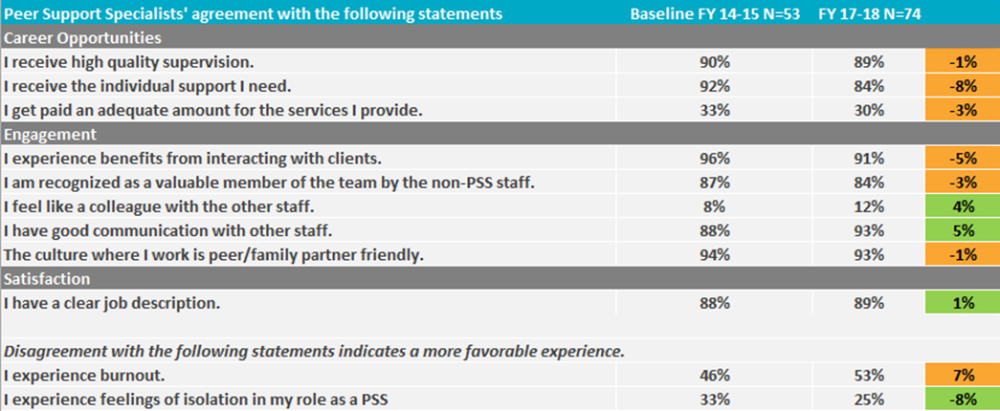 Peer Support Specialists' agreement with the following statements Baseline FY 14-15 N=53 FY 17-18 N=74
Career Opportunities
I receive high quality supervision. 90% 89% -1%
I receive the individual support I need. 92% 84% -8%
I get paid an adequate amount for the services I provide. 33% 30% -3%
Engagement
I experience benefits from interacting with clients. 96% 91% -5%
I am recognized as a valuable member of the team by the non-PSS staff. 87% 84% -3%
I feel like a colleague with the other staff. 8% 12% 4%
I have good communication with other staff. 88% 93% 5%
The culture where I work is peer/family partner friendly. 94% 93% -1%
Satisfaction
I have a clear job description. 88% 89% 1%
Disagreement with the following statements indicates a more favorable experience.
I experience burnout. 46% 53% 7%
I experience feelings of isolation in my role as a PSS 33% 25% -8%